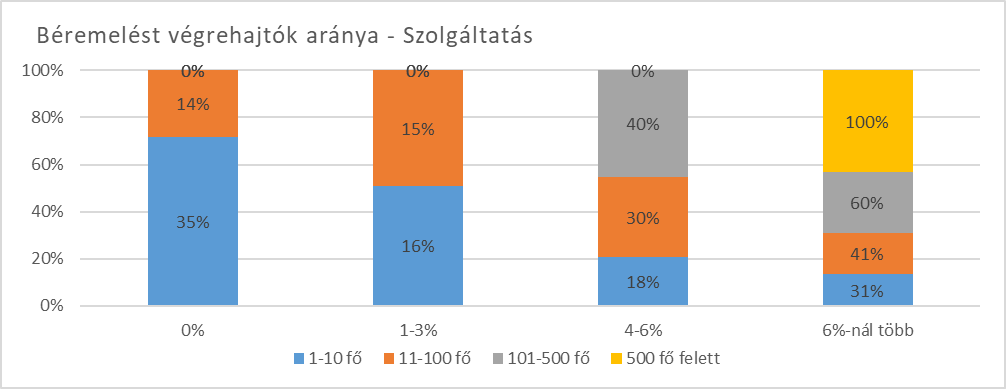 Béremelést végrehajtók aránya - Szolgáltatás
100% 0% 0% 0%
14% 100%
80% 40%
15%
60% 60%
40% 35% 30%
16% 41%
20% 18% 31%
0%
0% 1-3% 4-6% 6%-nál több
1-10 fő 11-100 fő 101-500 fő 500 fő felett